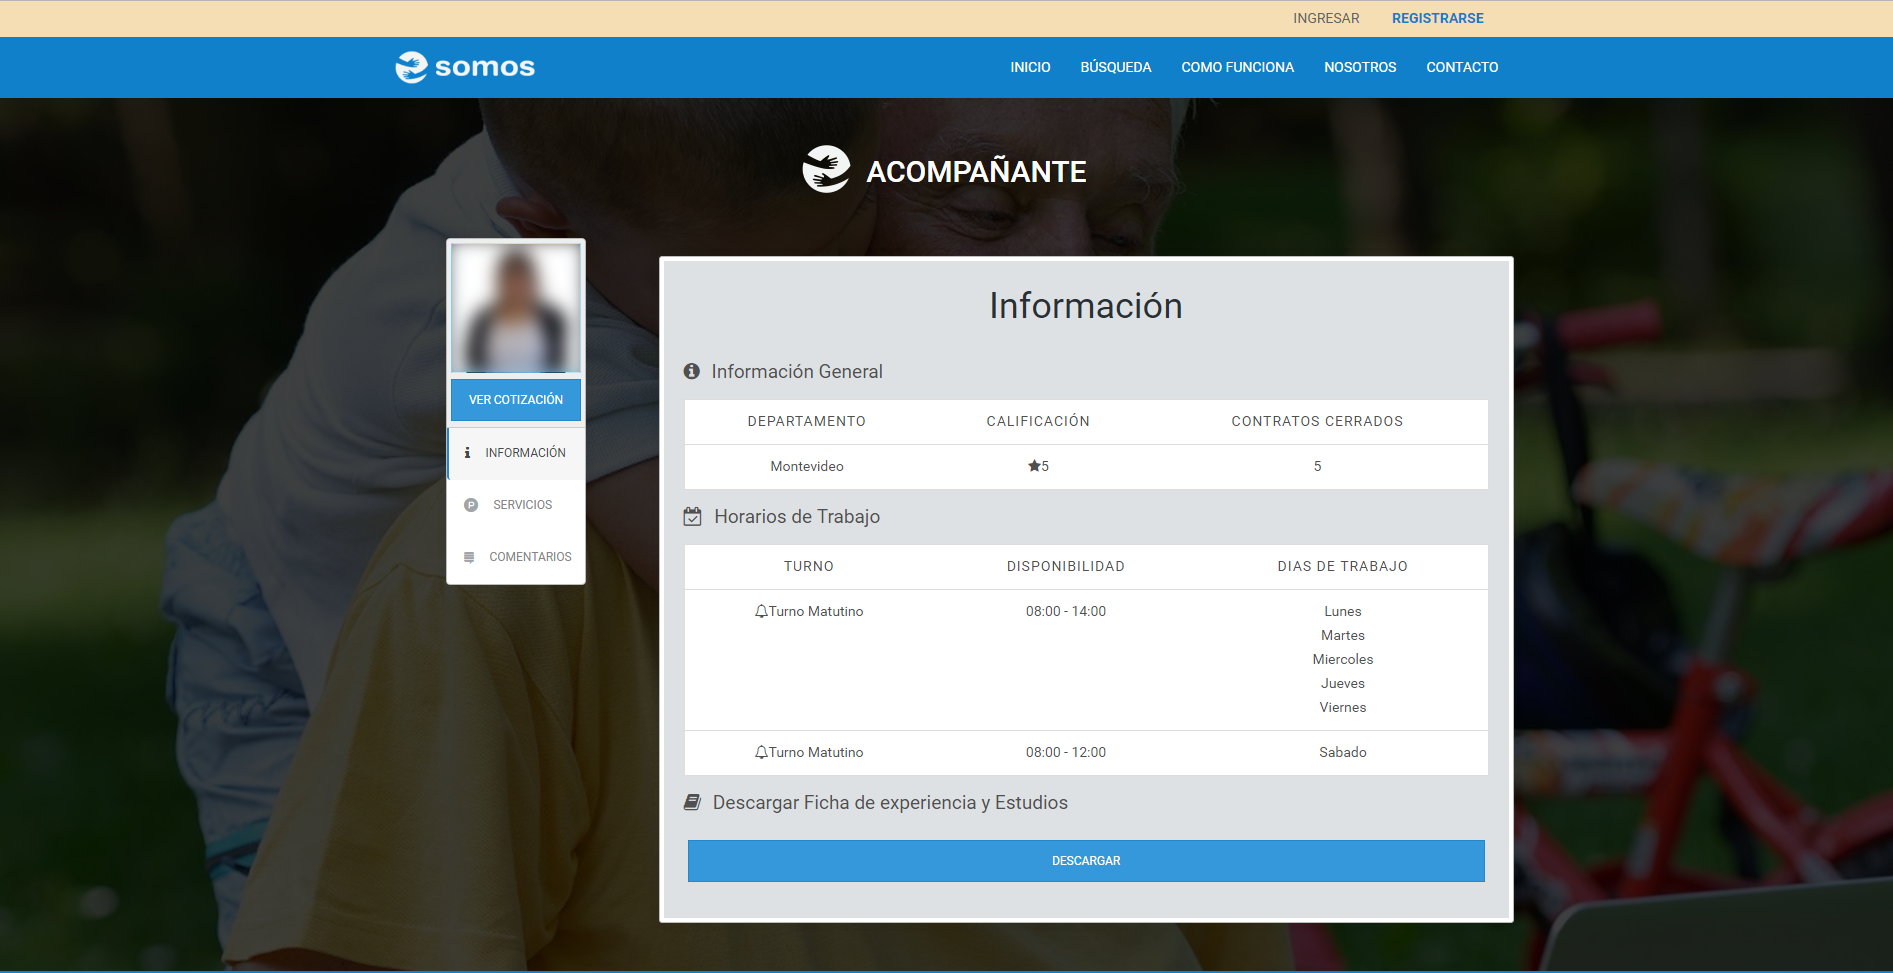 INGRESAR REGISTRARSE
somos INICIO BÚSQUEDA COMO FUNCIONA NOSOTROS CONTACTO
ACOMPAÑANTE
VER COTIZACIÓN
INFORMACIÓN
SERVICIOS
COMENTARIOS
Información
Información General
DEPARTAMENTO CALIFICACIÓN CONTRATOS CERRADOS
Montevideo ★5 5
Horarios de Trabajo
TURNO DISPONIBILIDAD DIAS DE TRABAJO
Turno Matutino 08:00 - 14:00 Lunes
Martes
Miercoles
Jueves
Viernes
Turno Matutino 08:00 - 12:00 Sabado
Descargar Ficha de experiencia y Estudios
DESCARGAR